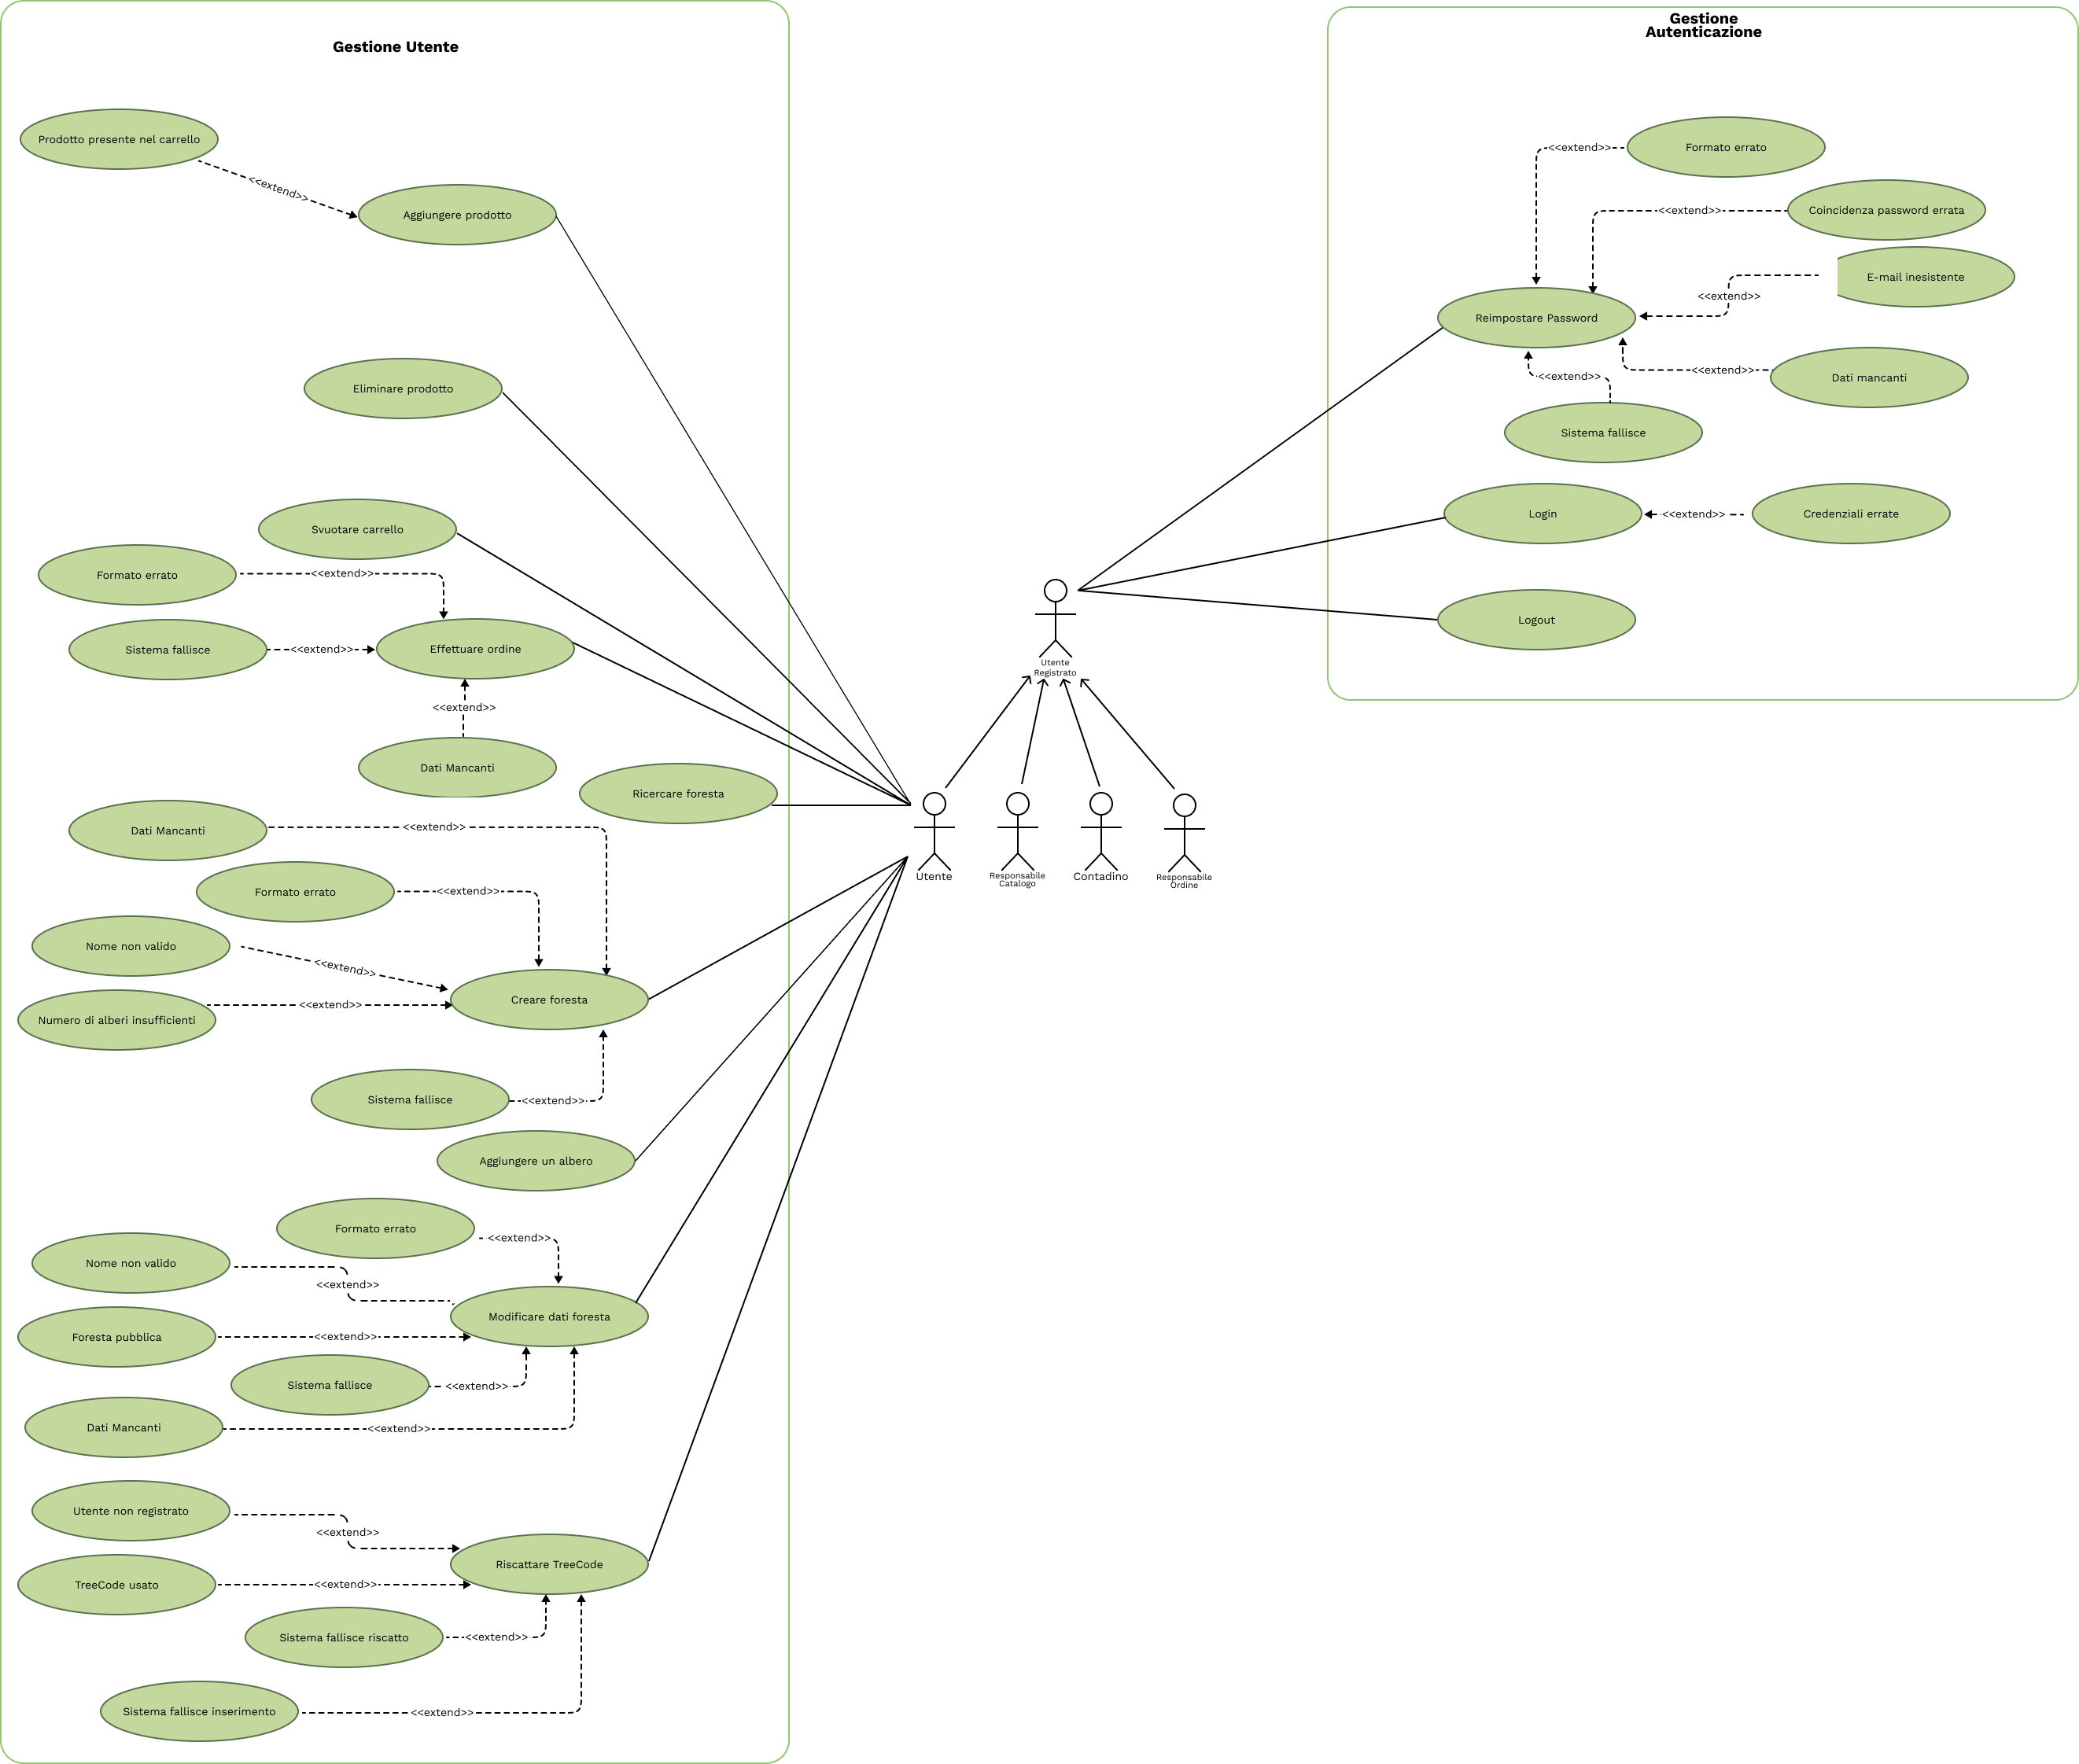 Gestione Utente
Prodotto presente nel carrello
<<extend>>
Aggiungere prodotto
Eliminare prodotto
Svuotare carrello
Formato errato
<<extend>>
Sistema fallisce
<<extend>>
Effettuare ordine
<<extend>>
Dati Mancanti
Ricercare foresta
Dati Mancanti
<<extend>>
Formato errato
<<extend>>
Nome non valido
<<extend>>
Numero di alberi insufficienti
<<extend>>
Creare foresta
Sistema fallisce
<<extend>>
Aggiungere un albero
Formato errato
<<extend>>
Nome non valido
<<extend>>
Modificare dati foresta
Foresta pubblica
<<extend>>
Sistema fallisce
<<extend>>
Dati Mancanti
<<extend>>
Utente non registrato
<<extend>>
Riscattare TreeCode
TreeCode usato
<<extend>>
Sistema fallisce riscatto
<<extend>>
Sistema fallisce inserimento
<<extend>>
Utente
Registrato
Utente
Responsabile
Catalogo
Contadino
Responsabile
Ordine
Gestione
Autenticazione
<<extend>>
Formato errato
<<extend>>
Coincidenza password errata
E-mail inesistente
<<extend>>
Reimpostare Password
<<extend>>
Dati mancanti
<<extend>>
Sistema fallisce
Login
<<extend>>
Credenziali errate
Logout